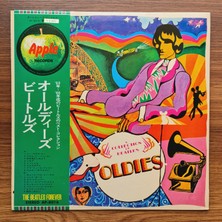 Apple
RECORDS
オールディーズ
ビートルズ
THE BEATLES FOREVER
A COLLECTION OF
BEATLES
OLDIES